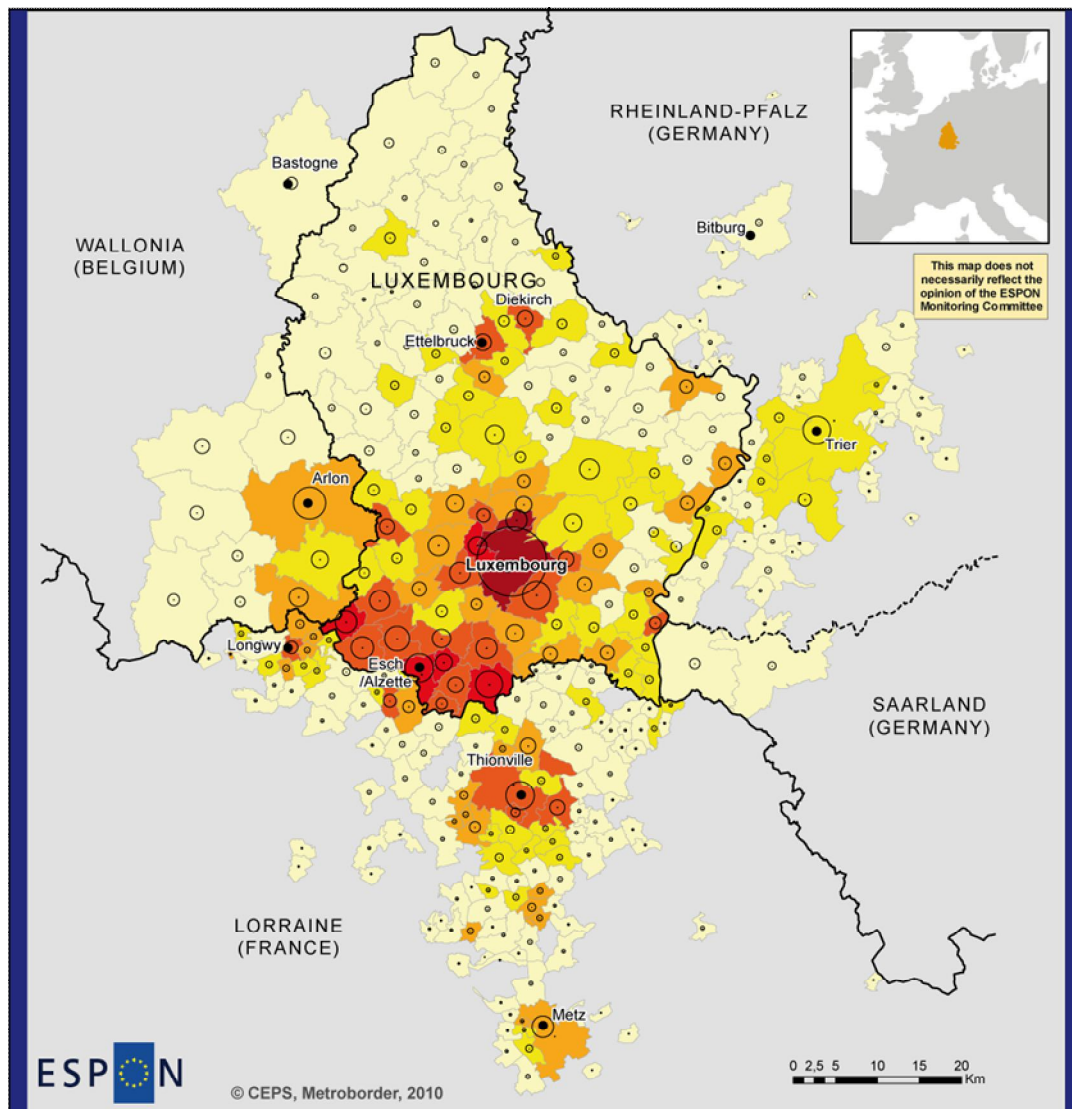 RHEINLAND-PFALZ
(GERMANY)
Bastogne
Bitburg
WALLONIA
(BELGIUM)
This map does not
necessarily reflect the
opinion of the ESPON
Monitoring Committee
LUXEMBOURG
Diekirch
Ettelbruck
Trier
Arlon
Luxembourg
Longwy
Esch
/Alzette
SAARLAND
(GERMANY)
Thionville
LORRAINE
(FRANCE)
Metz
ESPON
© CEPS, Metroborder, 2010
0 2,5 5 10 15 20
Km